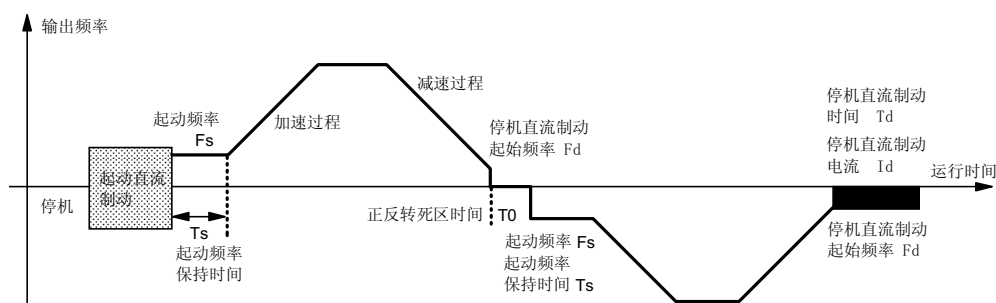 输出频率
起动频率
Fs
加速过程
减速过程
停机直流制动
起始频率 Fd
停机直流制动
时间 Td
停机直流制动
电流 Id
运行时间
起动直流
制动
停机
Ts
起动频率
保持时间
正反转死区时间 T0
起动频率 Fs
起动频率
保持时间 Ts
停机直流制动
起始频率 Fd